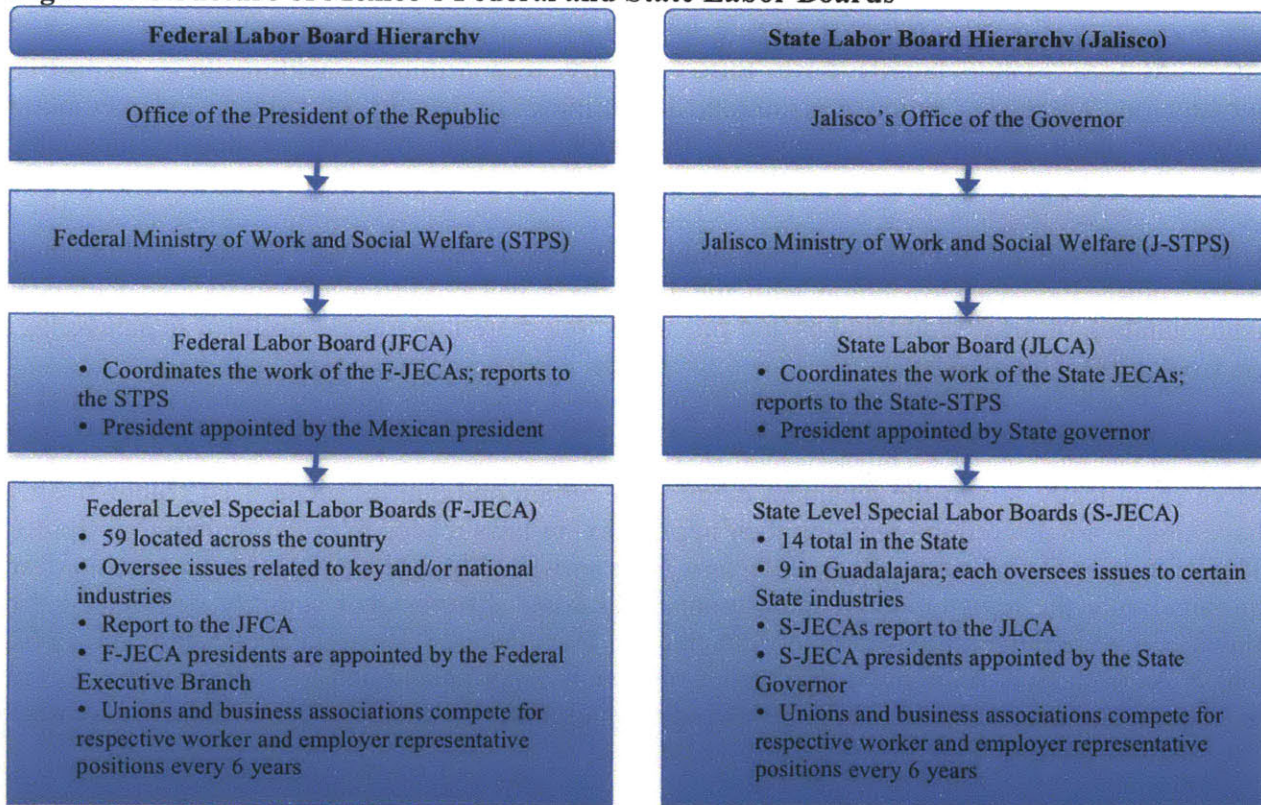 Federal and State Labor Boards
Federal Labor Board Hierarchy
Office of the President of the Republic
Federal Ministry of Work and Social Welfare (STPS)
Federal Labor Board (JFCA)
• Coordinates the work of the F-JECAs; reports to
the STPS
• President appointed by the Mexican president
Federal Level Special Labor Boards (F-JECA)
• 59 located across the country
• Oversee issues related to key and/or national
industries
• Report to the JFCA
• F-JECA presidents are appointed by the Federal
Executive Branch
• Unions and business associations compete for
respective worker and employer representative
positions every 6 years
State Labor Board Hierarchy (Jalisco)
Jalisco's Office of the Governor
Jalisco Ministry of Work and Social Welfare (J-STPS)
State Labor Board (JLCA)
• Coordinates the work of the State JECAs;
reports to the State-STPS
• President appointed by State governor
State Level Special Labor Boards (S-JECA)
• 14 total in the State
• 9 in Guadalajara; each oversees issues to certain
State industries
• S-JECAs report to the JLCA
• S-JECA presidents appointed by the State
Governor
• Unions and business associations compete for
respective worker and employer representative
positions every 6 years